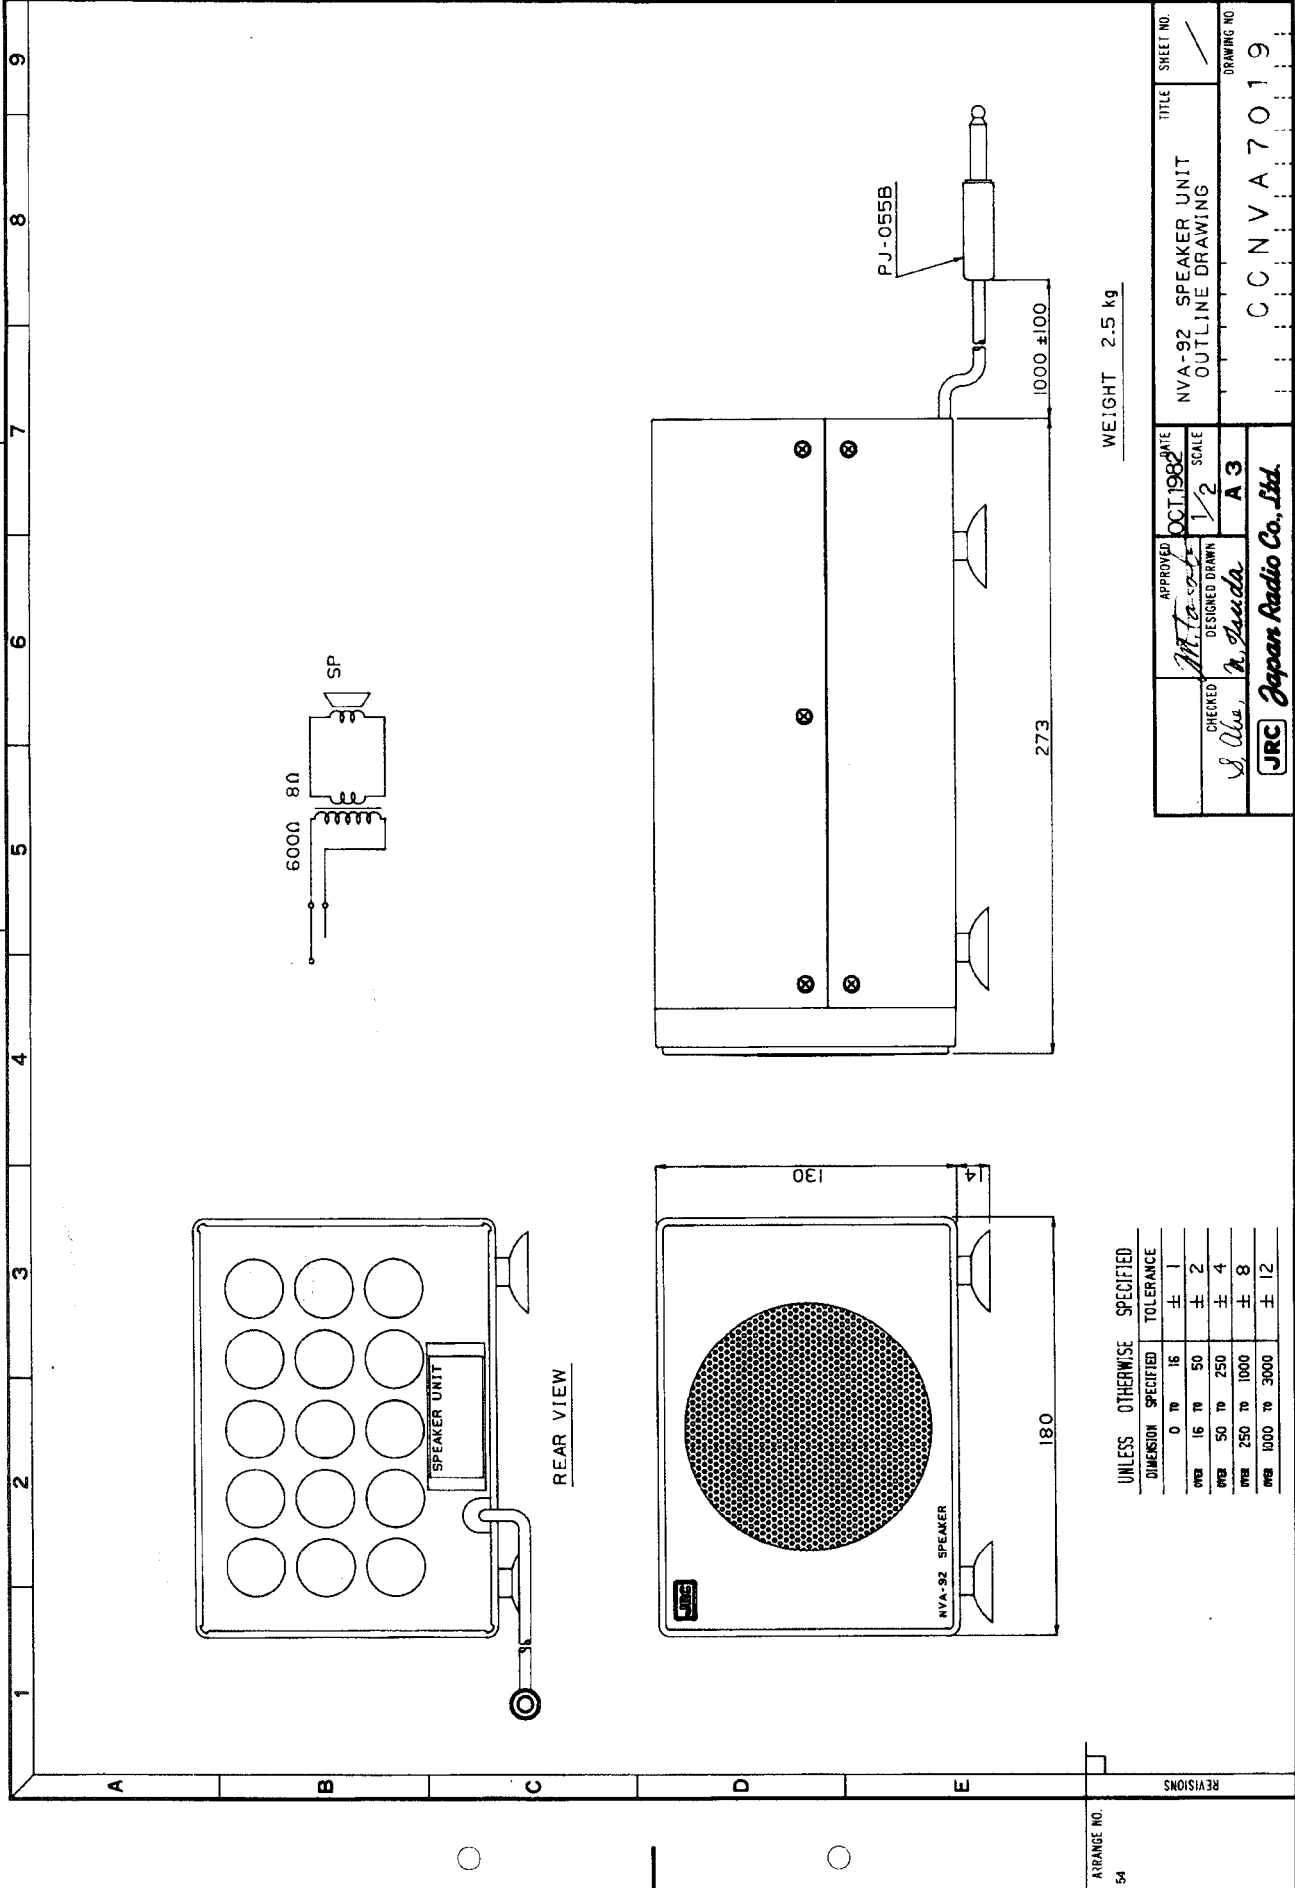 1 2 3 4 5 6 7 8 9
A
B
C
D
E
SPEAKER UNIT
REAR VIEW
600Ω 8Ω
SP
JRC
NVA-92 SPEAKER
130
14
180
273
1000 ±100
PJ-055B
WEIGHT 2.5 kg
UNLESS OTHERWISE SPECIFIED
DIMENSION SPECIFIED TOLERANCE
0 TO 16 ± 1
OVER 16 TO 50 ± 2
OVER 50 TO 250 ± 4
OVER 250 TO 1000 ± 8
OVER 1000 TO 3000 ± 12
ARRANGE NO.
54
REVISIONS
APPROVED
DATE
OCT.1982
CHECKED
DESIGNED DRAWN
SCALE
1/2
A3
JRC Japan Radio Co., Ltd.
TITLE
NVA-92 SPEAKER UNIT
OUTLINE DRAWING
SHEET NO.
DRAWING NO.
CCNVA7019